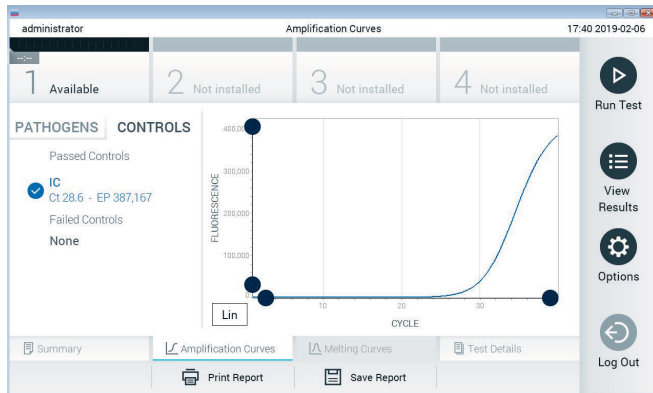 administrator
Amplification Curves
17:40 2019-02-06
--:--
1 Available
2 Not installed
3 Not installed
4 Not installed
Run Test
PATHOGENS CONTROLS
Passed Controls
IC
Ct 28.6 - EP 387,167
Failed Controls
None
FLUORESCENCE
300,000
200,000
100,000
0
10
20
30
CYCLE
Lin
View
Results
Options
Log Out
Summary
Amplification Curves
Melting Curves
Test Details
Print Report
Save Report